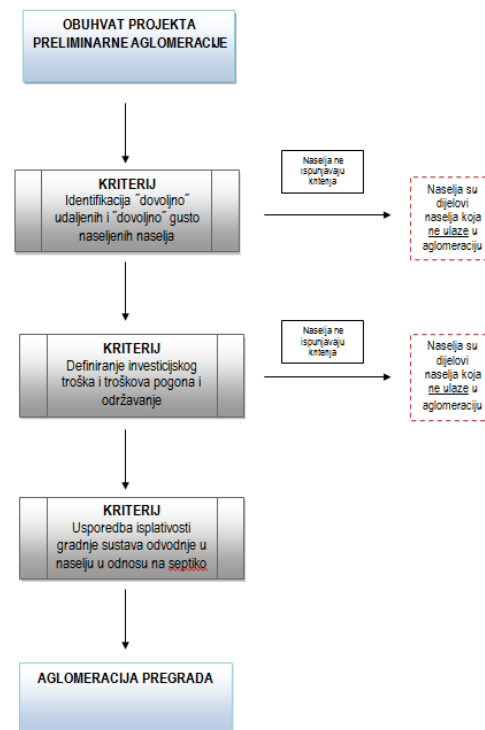 OBUHVAT PROJEKTA
PRELIMINARNE AGLOMERACIJE
KRITERIJ
Identifikacija ˝dovoljno˝
udaljenih i ˝dovoljno˝ gusto
naseljenih naselja
Naselja ne
ispunjavaju
kriterija
Naselja su
dijelovi
naselja koja
ne ulaze u
aglomeraciju
KRITERIJ
Definiranje investicijskog
troška i troškova pogona i
održavanje
Naselja ne
ispunjavaju
kriterija
Naselja su
dijelovi
naselja koja
ne ulaze u
aglomeraciju
KRITERIJ
Usporedba isplativosti
gradnje sustava odvodnje u
naselju u odnosu na septiko
AGLOMERACIJA PREGRADA